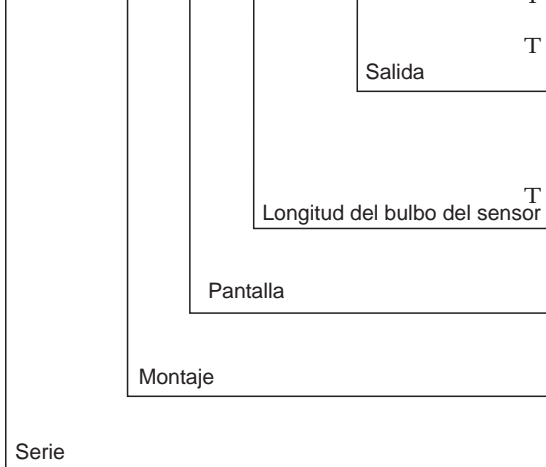 T
Salida
T
Longitud del bulbo del sensor
Pantalla
Montaje
Serie